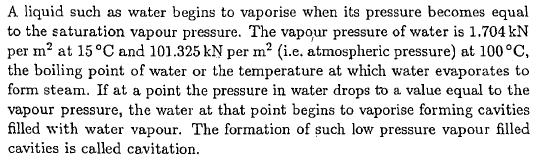 A liquid such as water begins to vaporise when its pressure becomes equal
to the saturation vapour pressure. The vapour pressure of water is 1.704 kN
per m² at 15 °C and 101.325 kN per m² (i.e. atmospheric pressure) at 100 °C,
the boiling point of water or the temperature at which water evaporates to
form steam. If at a point the pressure in water drops to a value equal to the
vapour pressure, the water at that point begins to vaporise forming cavities
filled with water vapour. The formation of such low pressure vapour filled
cavities is called cavitation.